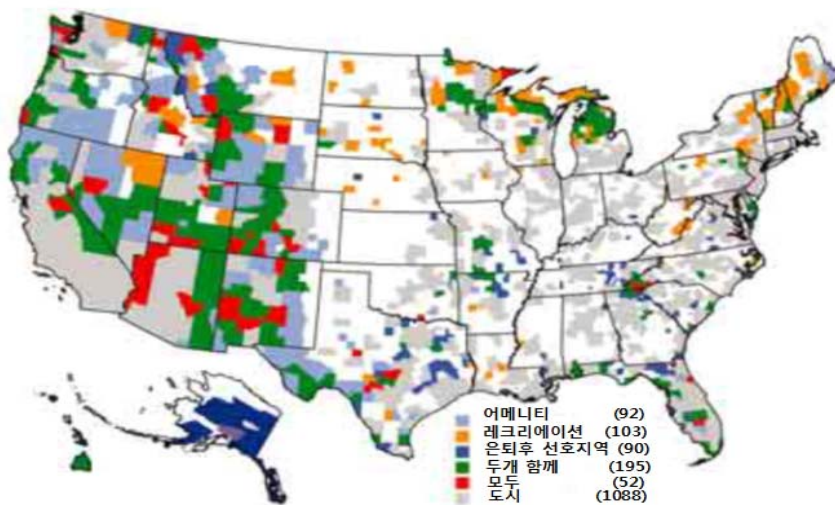 어메니티 (92)
레크리에이션 (103)
은퇴후 선호지역 (90)
두개 함께 (195)
모두 (52)
도시 (1088)